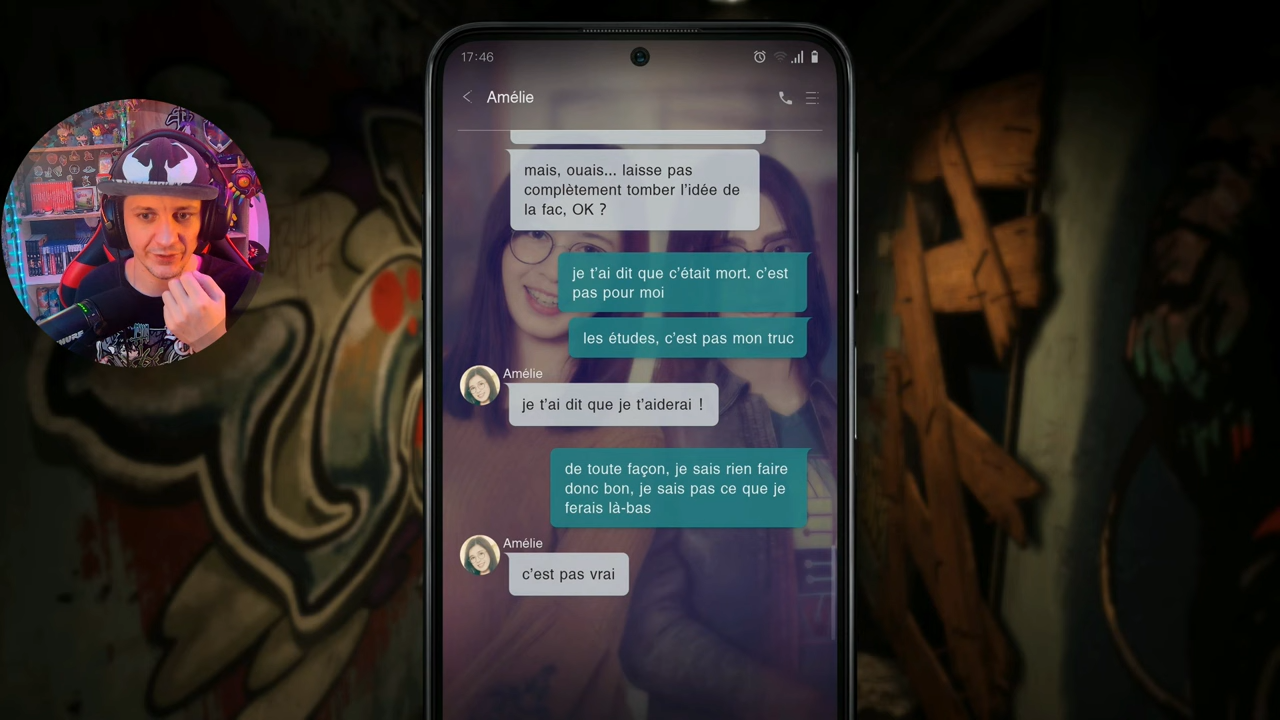 17:46
Amélie
mais, ouais... laisse pas
complètement tomber l'idée de
la fac, OK ?
je t'ai dit que c'était mort. c'est
pas pour moi
les études, c'est pas mon truc
Amélie
je t'ai dit que je t'aiderai !
de toute façon, je sais rien faire
donc bon, je sais pas ce que je
ferais là-bas
Amélie
c'est pas vrai